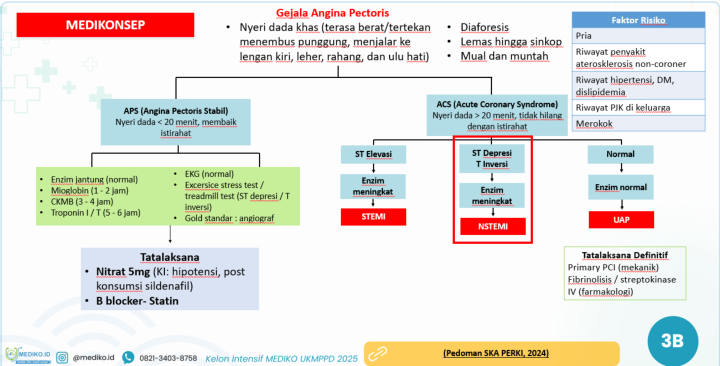 MEDIKONSEP
Gejala Angina Pectoris
• Nyeri dada khas (terasa berat/tertekan
menembus punggung, menjalar ke
lengan kiri, leher, rahang, dan ulu hati)
• Diaforesis
• Lemas hingga sinkop
• Mual dan muntah
Faktor Risiko
Pria
Riwayat penyakit
aterosklerosis non-coroner
Riwayat hipertensi, DM,
dislipidemia
Riwayat PJK di keluarga
Merokok
APS (Angina Pectoris Stabil)
Nyeri dada < 20 menit, membaik
istirahat
ACS (Acute Coronary Syndrome)
Nyeri dada > 20 menit, tidak hilang
dengan istirahat
• Enzim jantung (normal)
• Mioglobin (1 - 2 jam)
• CKMB (3 - 4 jam)
• Troponin I / T (5 - 6 jam)
• EKG (normal)
• Excersice stress test /
treadmill test (ST depresi / T
inversi)
• Gold standar : angiograf
ST Elevasi
Enzim
meningkat
STEMI
ST Depresi
T Inversi
Enzim
meningkat
NSTEMI
Normal
Enzim normal
UAP
Tatalaksana
• Nitrat 5mg (KI: hipotensi, post
konsumsi sildenafil)
• B blocker- Statin
Tatalaksana Definitif
Primary PCI (mekanik)
Fibrinolisis / streptokinase
IV (farmakologi)
3B
MEDIKO.ID
@mediko.id
0821-3403-8758
Kelon Intensif MEDIKO UKMPPD 2025
(Pedoman SKA PERKI, 2024)